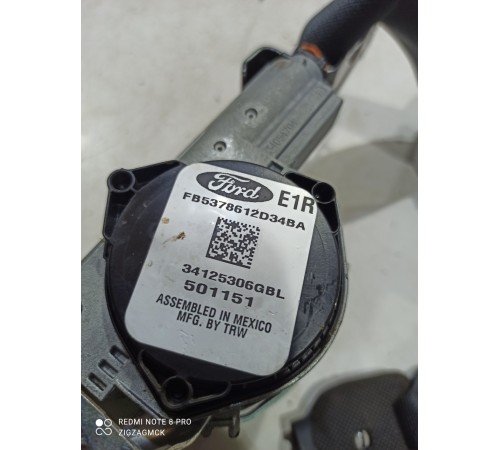 Ford E1R
FB5378612D34BA
34125306GBL
501151
ASSEMBLED IN MEXICO
MFG. BY TRW
REDMI NOTE 8 PRO
ZIGZAGMCK